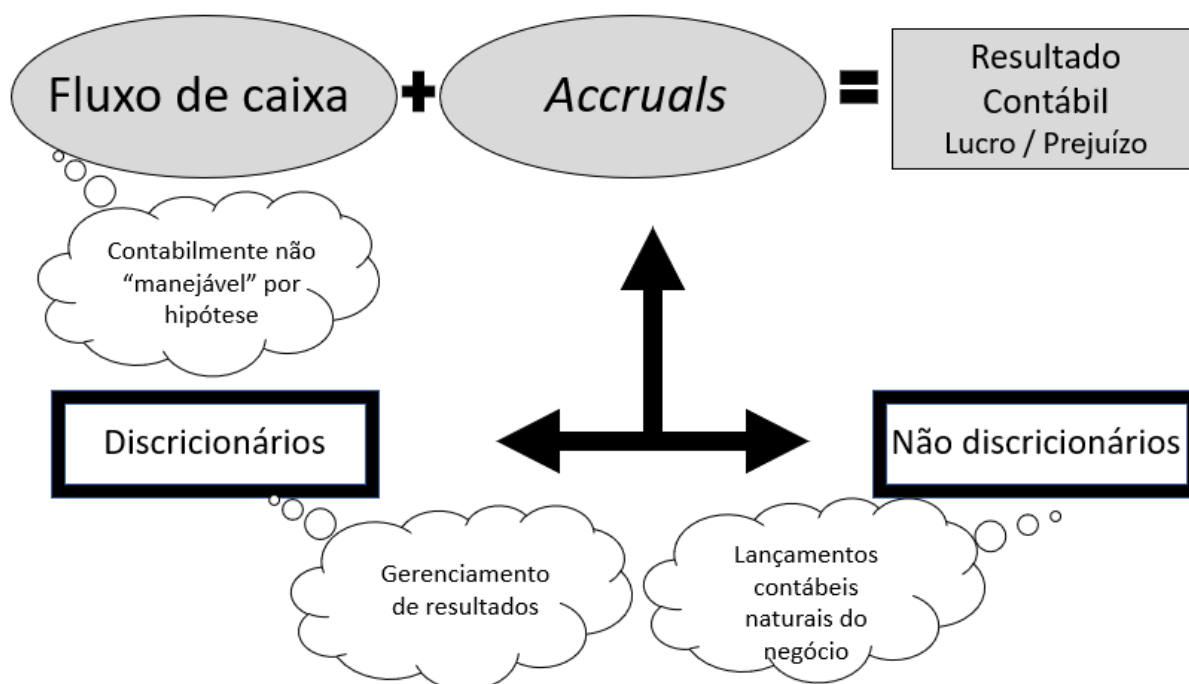 Fluxo de caixa
+
Accruals
=
Resultado
Contábil
Lucro / Prejuízo
Contabilmente não
“manejável” por
hipótese
Discricionários
Não discricionários
Gerenciamento
de resultados
Lançamentos
contábeis
naturais do
negócio